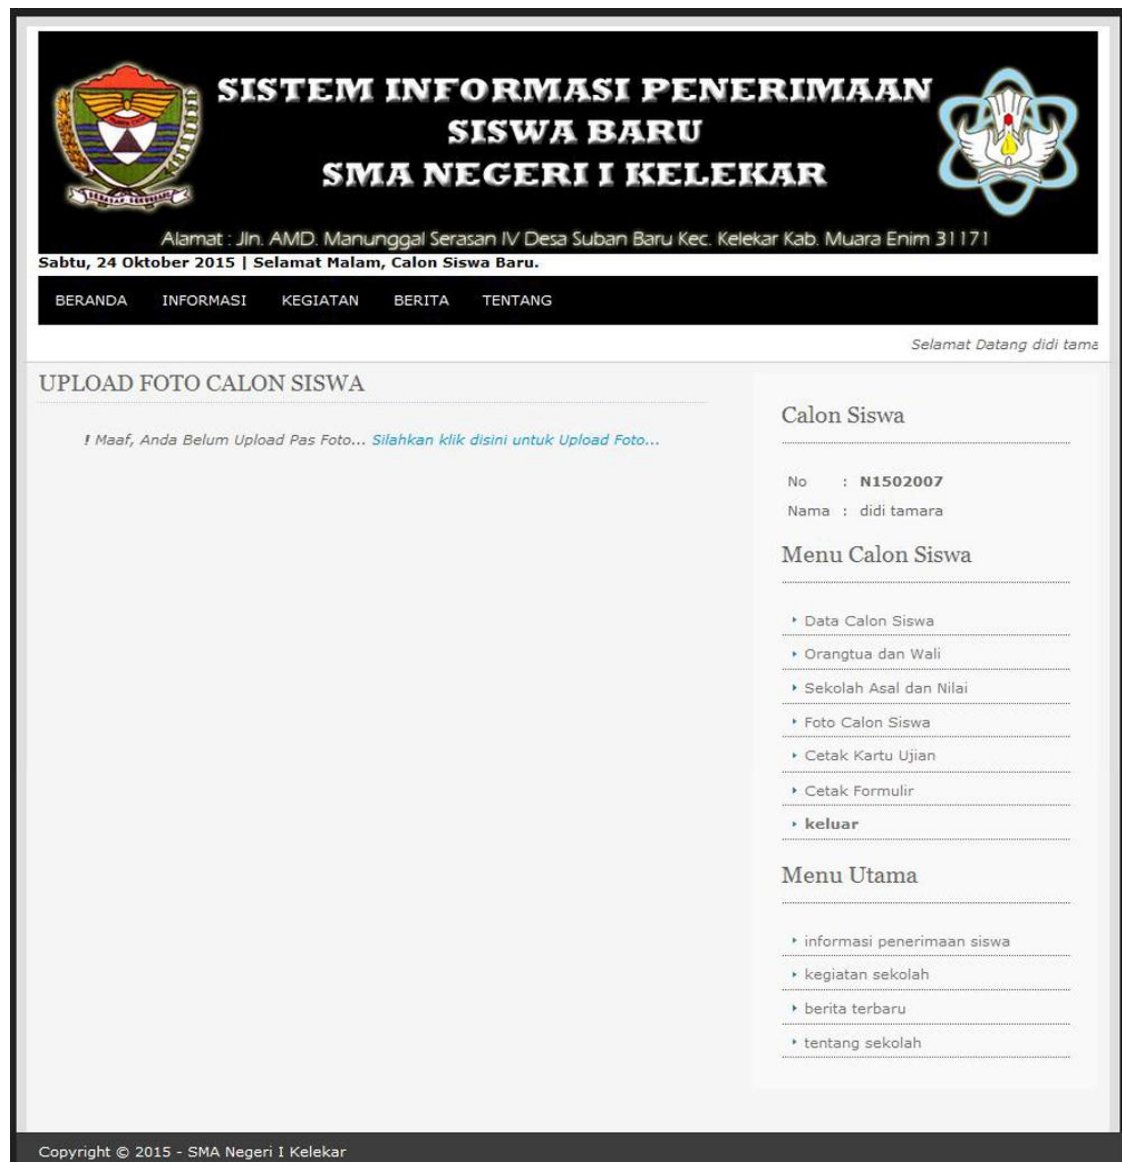 SISTEM INFORMASI PENERIMAAN
SISWA BARU
SMA NEGERI I KELEKAR
Alamat : Jln. AMD. Manunggal Serasan IV Desa Suban Baru Kec. Kelekar Kab. Muara Enim 31171
Sabtu, 24 Oktober 2015 | Selamat Malam, Calon Siswa Baru.
BERANDA INFORMASI KEGIATAN BERITA TENTANG
Selamat Datang didi tama
UPLOAD FOTO CALON SISWA
! Maaf, Anda Belum Upload Pas Foto... Silahkan klik disini untuk Upload Foto...
Calon Siswa
No : N1502007
Nama : didi tamara
Menu Calon Siswa
Data Calon Siswa
Orangtua dan Wali
Sekolah Asal dan Nilai
Foto Calon Siswa
Cetak Kartu Ujian
Cetak Formulir
keluar
Menu Utama
informasi penerimaan siswa
kegiatan sekolah
berita terbaru
tentang sekolah
Copyright © 2015 - SMA Negeri I Kelekar